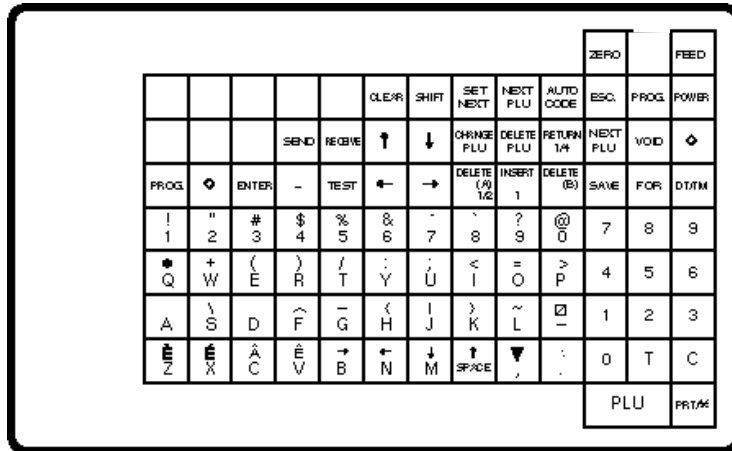 ZERO FEED
CLEAR SHIFT SET NEXT NEXT PLU AUTO CODE ESC. PROG. POWER
SEND RECEIVE ↑ ↓ CHANGE PLU DELETE PLU RETURN 1/4 NEXT PLU VOID ◇
PROG. ◇ ENTER – TEST ← → DELETE (A) 1/2 INSERT 1 DELETE (B) SAVE FOR DT/TM
! " # $ % & ` ? @
1 2 3 4 5 6 7 8 9 0 7 8 9
• + ( ) / : ; < = >
Q W E R T Y U I O P 4 5 6
\ ^ – { | } ~
A S D F G H J K L – 1 2 3
È É Â Ê → ← ↓ ↑ ▼
Z X C V B N M SPACE , . 0 T C
PLU PRT/*